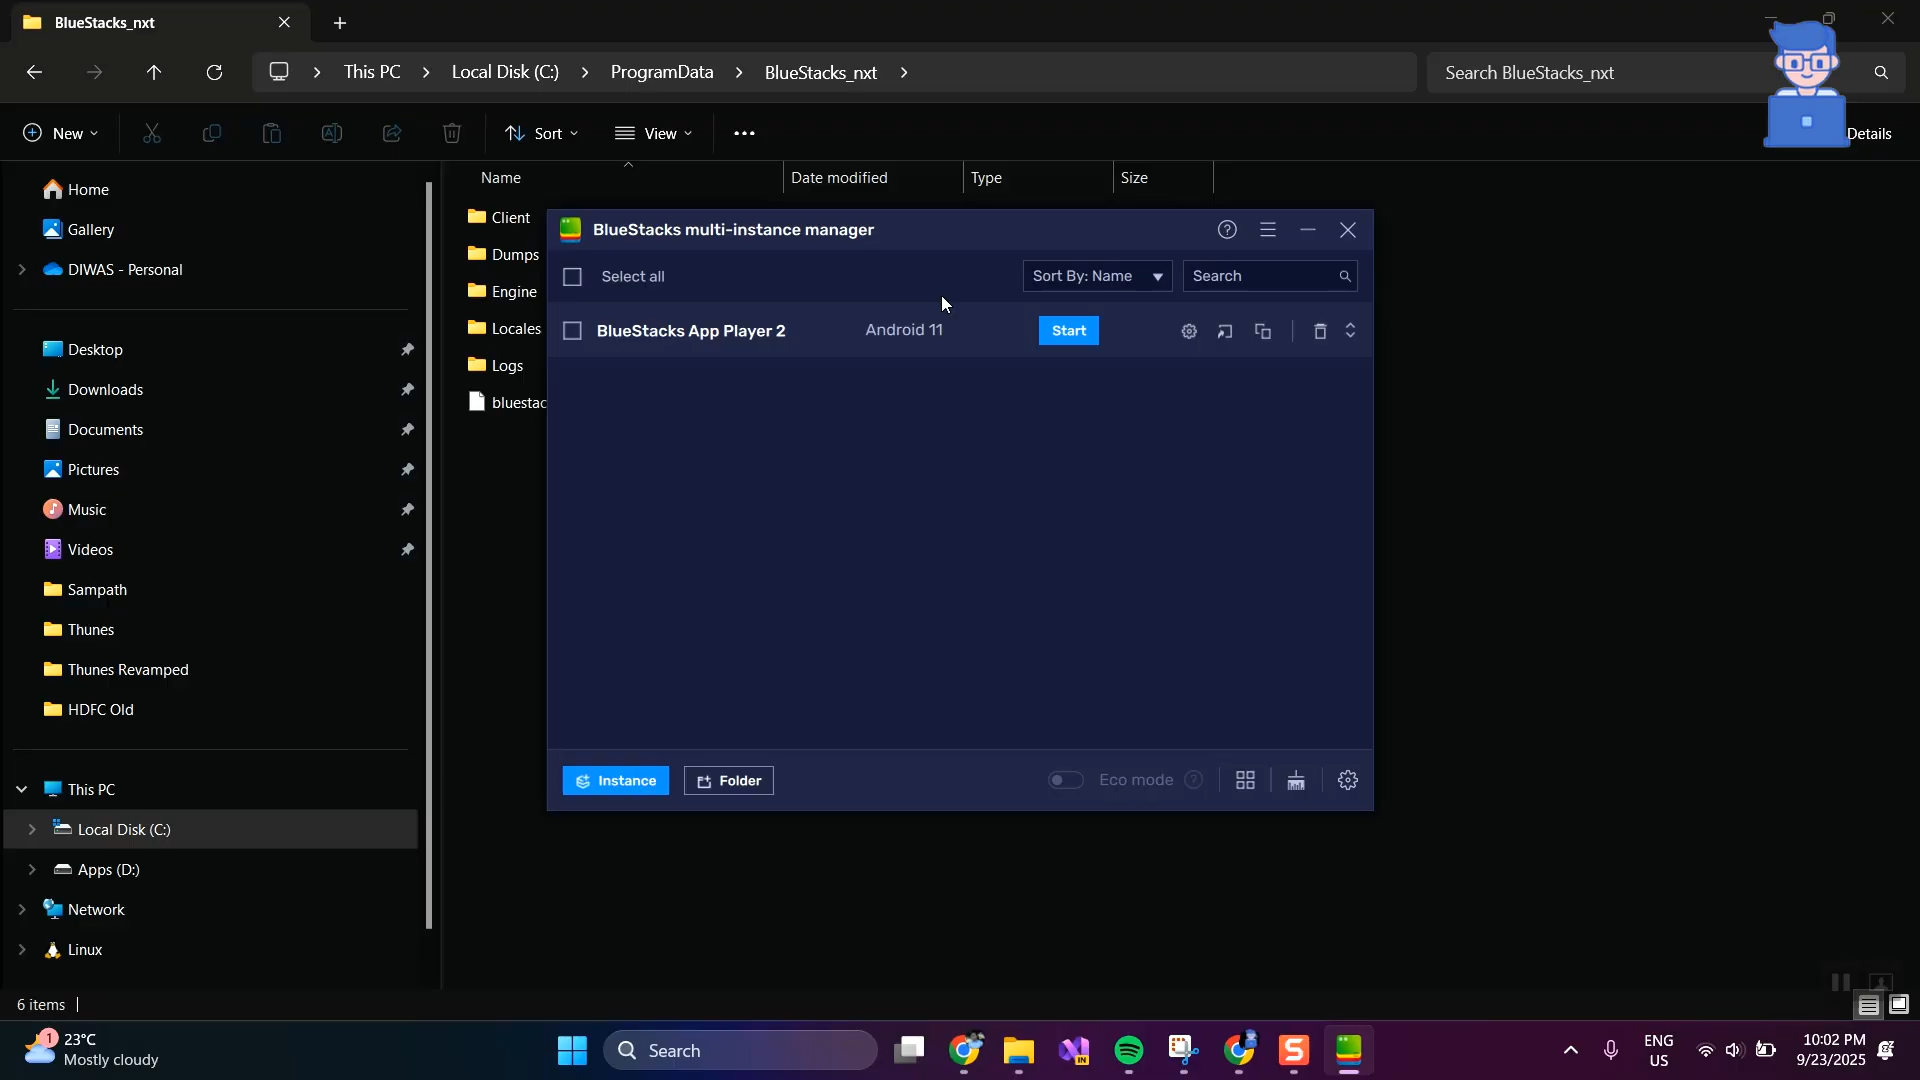 BlueStacks_nxt
This PC Local Disk (C:) ProgramData BlueStacks_nxt
Search BlueStacks_nxt
New
Sort
View
Details
Name
Date modified
Type
Size
Home
Gallery
DIWAS - Personal
Desktop
Downloads
Documents
Pictures
Music
Videos
Sampath
Thunes
Thunes Revamped
HDFC Old
This PC
Local Disk (C:)
Apps (D:)
Network
Linux
Client
Dumps
Engine
Locales
Logs
bluestac
BlueStacks multi-instance manager
Select all
Sort By: Name
Search
BlueStacks App Player 2
Android 11
Start
Instance
Folder
Eco mode
6 items
1
23°C
Mostly cloudy
Search
IN
ENG
US
10:02 PM
9/23/2025